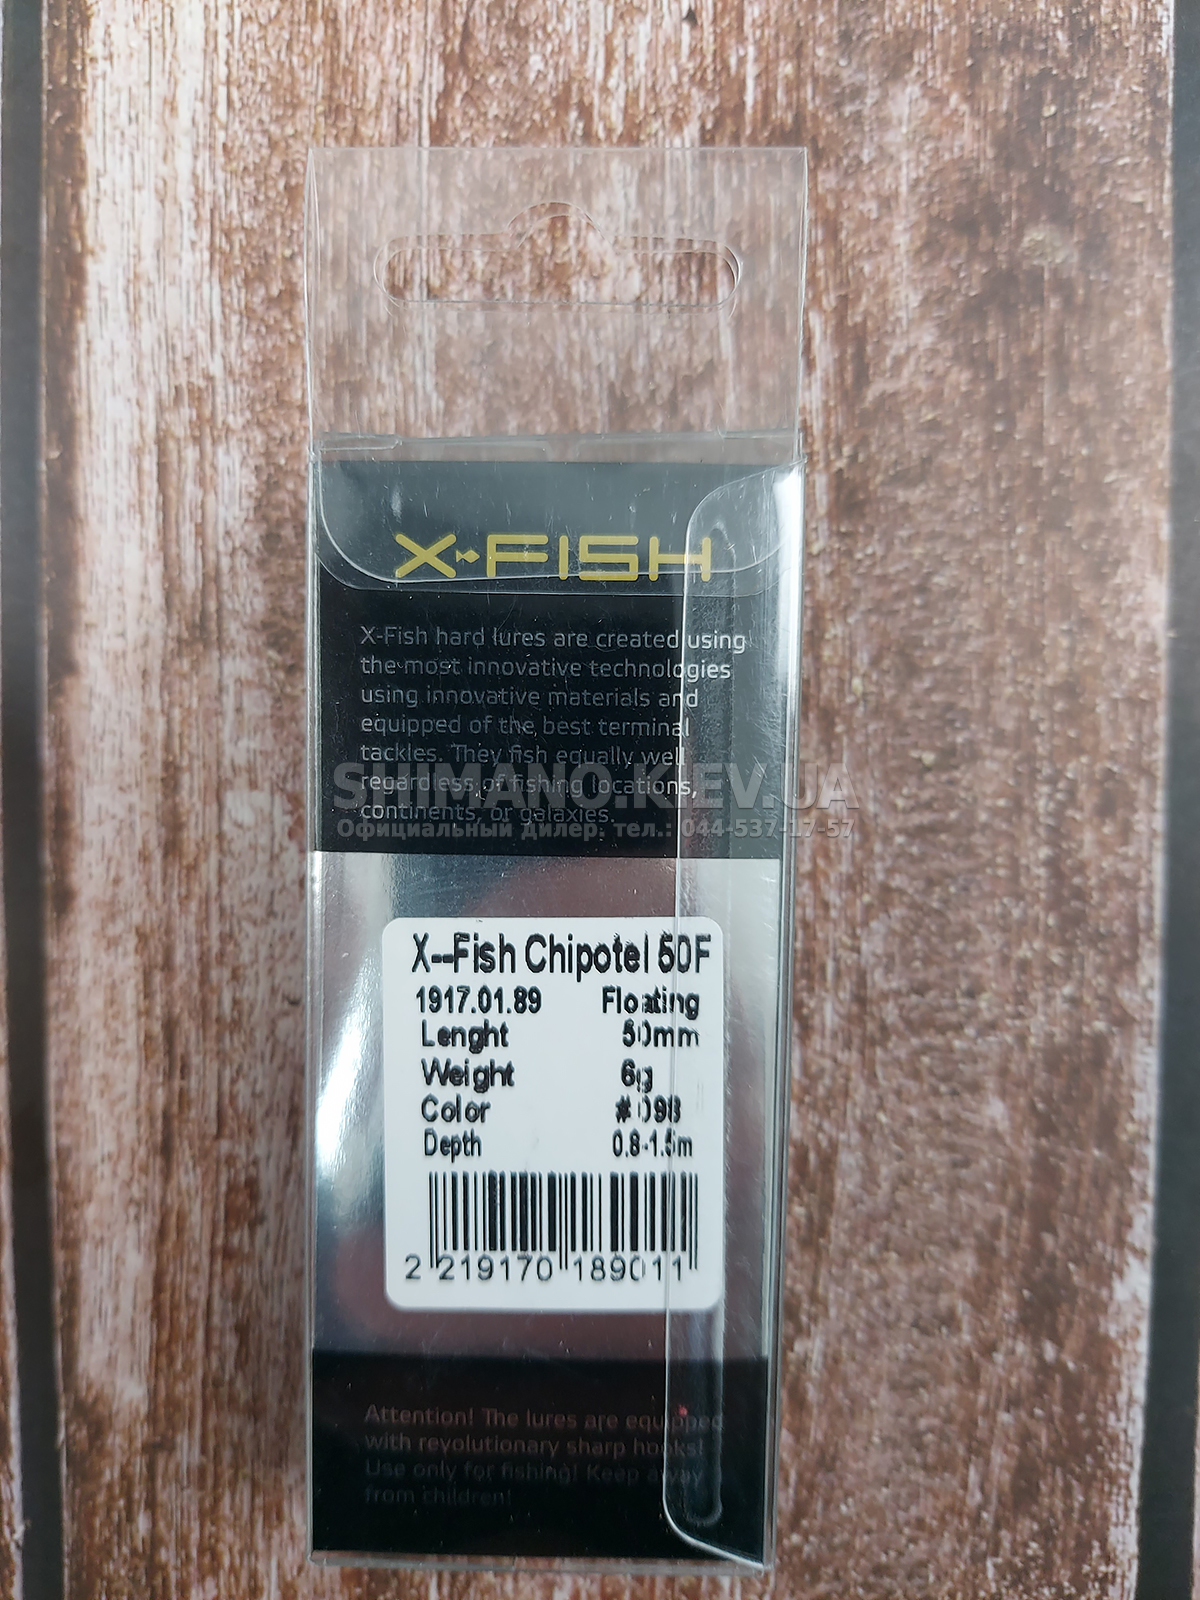 X-FISH
X-Fish hard lures are created using
the most innovative technologies
using innovative materials and
equipped of the best terminal
tackles. They fish equally well
regardless of fishing locations,
continents, or galaxies.
SHIMANO.KIEV.UA
Официальный дилер. тел.: 044-537-17-57
X--Fish Chipotel 50F
1917.01.89 Floating
Lenght 50mm
Weight 6g
Color
Depth 0.8-1.5m
2 219170 189011
Attention! The lures are equipped
with revolutionary sharp hooks!
Use only for fishing! Keep away
from children!